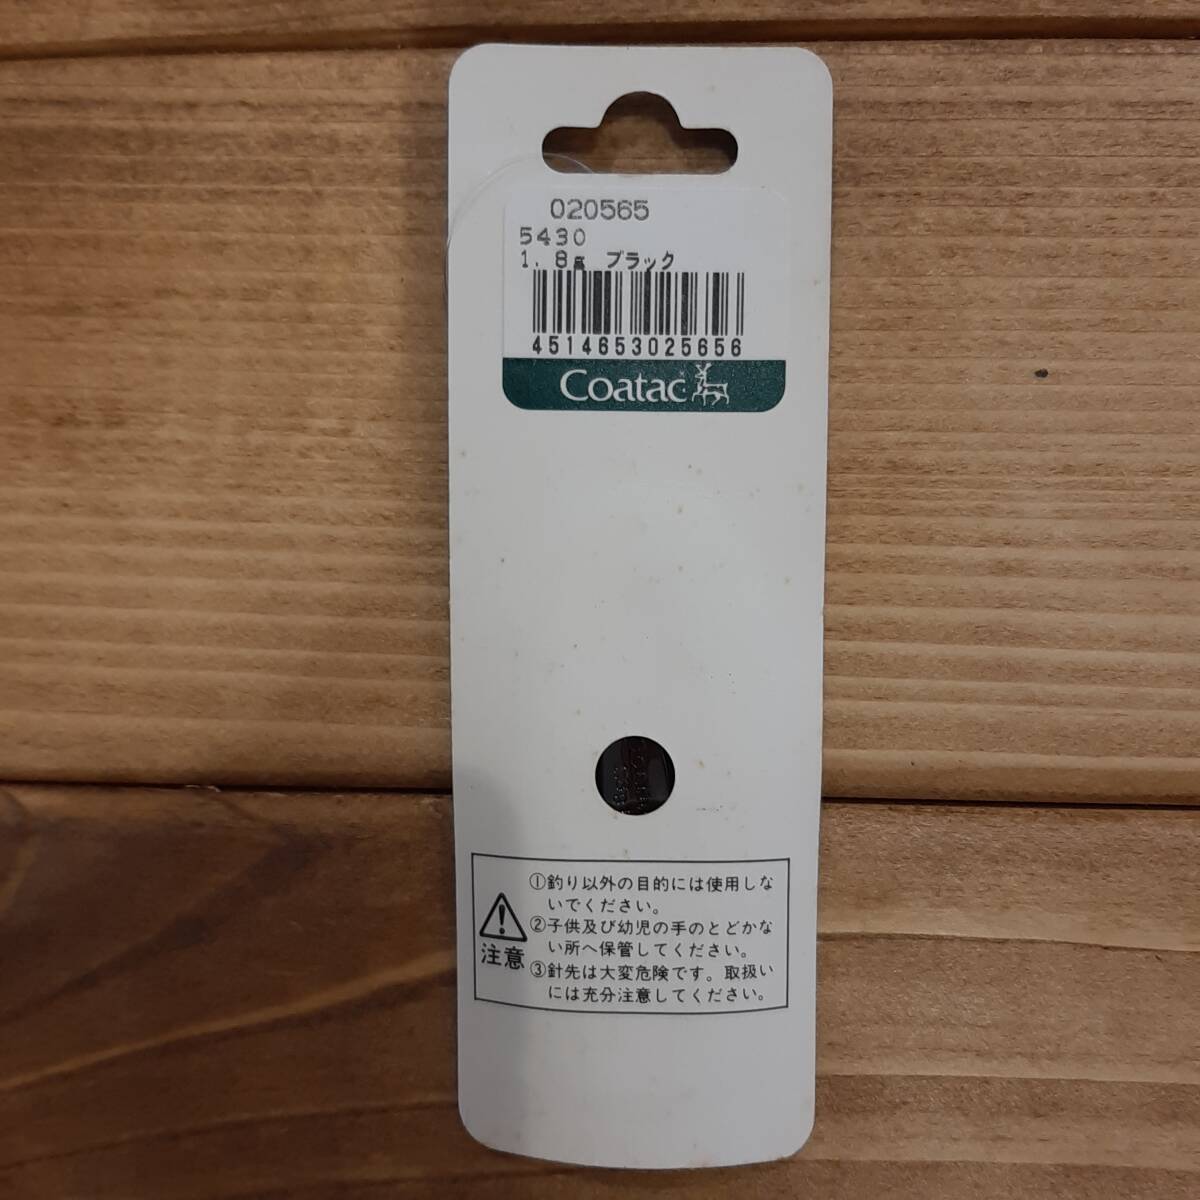 020565
5430
1.8g ブラック
4514653025656
Coatac
注意
①釣り以外の目的には使用しな
いでください。
②子供及び幼児の手のとどかな
い所へ保管してください。
③針先は大変危険です。取扱い
には充分注意してください。